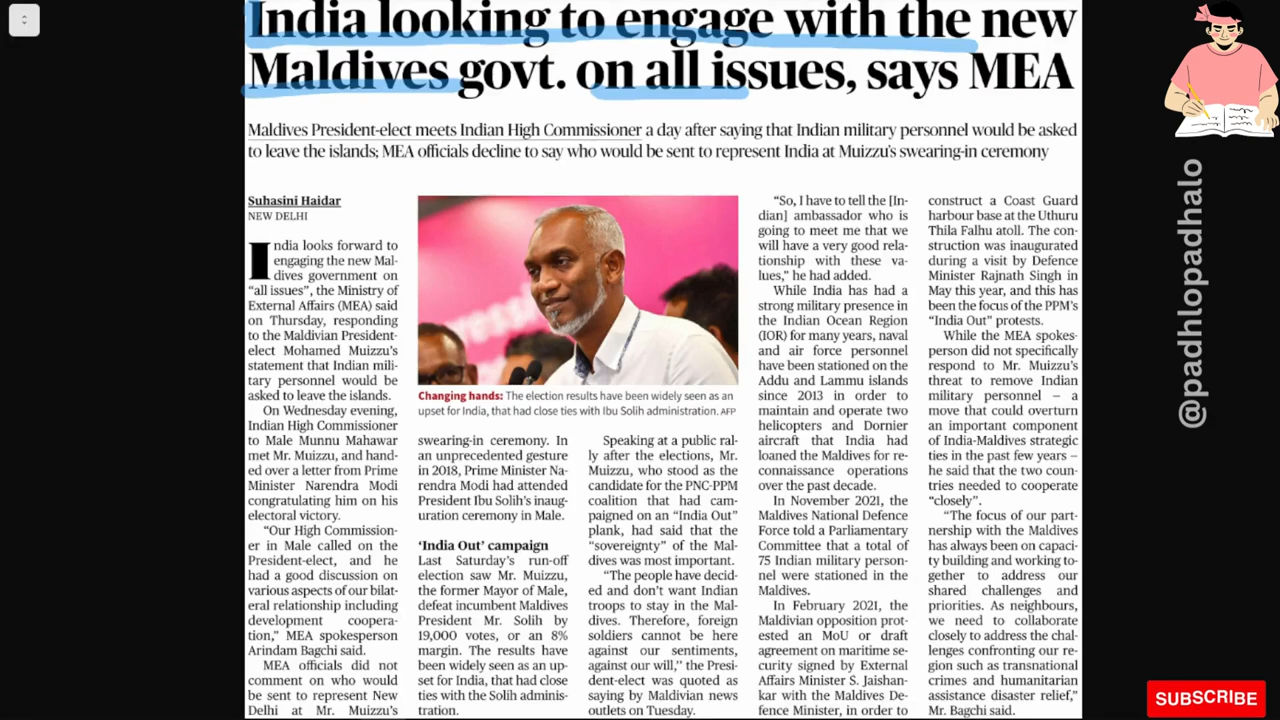 India looking to engage with the new
Maldives govt. on all issues, says MEA
Maldives President-elect meets Indian High Commissioner a day after saying that Indian military personnel would be asked
to leave the islands; MEA officials decline to say who would be sent to represent India at Muizzu's swearing-in ceremony
Suhasini Haidar
NEW DELHI
India looks forward to
engaging the new Mal-
dives government on
“all issues”, the Ministry of
External Affairs (MEA) said
on Thursday, responding
to the Maldivian President-
elect Mohamed Muizzu's
statement that Indian mili-
tary personnel would be
asked to leave the islands.
On Wednesday evening,
Indian High Commissioner
to Male Munnu Mahawar
met Mr. Muizzu, and hand-
ed over a letter from Prime
Minister Narendra Modi
congratulating him on his
electoral victory.
“Our High Commission-
er in Male called on the
President-elect, and he
had a good discussion on
various aspects of our bilat-
eral relationship including
development coopera-
tion,” MEA spokesperson
Arindam Bagchi said.
MEA officials did not
comment on who would
be sent to represent New
Delhi at Mr. Muizzu's
Changing hands: The election results have been widely seen as an
upset for India, that had close ties with Ibu Solih administration. AFP
swearing-in ceremony. In
an unprecedented gesture
in 2018, Prime Minister Na-
rendra Modi had attended
President Ibu Solih's inaug-
uration ceremony in Male.
‘India Out’ campaign
Last Saturday's run-off
election saw Mr. Muizzu,
the former Mayor of Male,
defeat incumbent Maldives
President Mr. Solih by
19,000 votes, or an 8%
margin. The results have
been widely seen as an up-
set for India, that had close
ties with the Solih adminis-
tration.
Speaking at a public ral-
ly after the elections, Mr.
Muizzu, who stood as the
candidate for the PNC-PPM
coalition that had cam-
paigned on an “India Out”
plank, had said that the
“sovereignty” of the Mal-
dives was most important.
“The people have decid-
ed and don't want Indian
troops to stay in the Mal-
dives. Therefore, foreign
soldiers cannot be here
against our sentiments,
against our will,” the Presi-
dent-elect was quoted as
saying by Maldivian news
outlets on Tuesday.
“So, I have to tell the [In-
dian] ambassador who is
going to meet me that we
will have a very good rela-
tionship with these va-
lues,” he had added.
While India has had a
strong military presence in
the Indian Ocean Region
(IOR) for many years, naval
and air force personnel
have been stationed on the
Addu and Lammu islands
since 2013 in order to
maintain and operate two
helicopters and Dornier
aircraft that India had
loaned the Maldives for re-
connaissance operations
over the past decade.
In November 2021, the
Maldives National Defence
Force told a Parliamentary
Committee that a total of
75 Indian military person-
nel were stationed in the
Maldives.
In February 2021, the
Maldivian opposition prot-
ested an MoU or draft
agreement on maritime se-
curity signed by External
Affairs Minister S. Jaishan-
kar with the Maldives De-
fence Minister, in order to
construct a Coast Guard
harbour base at the Uthuru
Thila Falhu atoll. The con-
struction was inaugurated
during a visit by Defence
Minister Rajnath Singh in
May this year, and this has
been the focus of the PPM's
“India Out” protests.
While the MEA spokes-
person did not specifically
respond to Mr. Muizzu's
threat to remove Indian
military personnel – a
move that could overturn
an important component
of India-Maldives strategic
ties in the past few years –
he said that the two coun-
tries needed to cooperate
“closely”.
“The focus of our part-
nership with the Maldives
has always been on capaci-
ty building and working to-
gether to address our
shared challenges and
priorities. As neighbours,
we need to collaborate
closely to address the chal-
lenges confronting our re-
gion such as transnational
crimes and humanitarian
assistance disaster relief,”
Mr. Bagchi said.
@padhlopadhalo
SUBSCRIBE